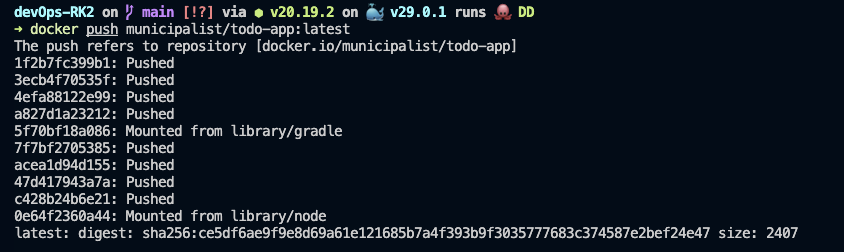 devOps-RK2 on main [!?] via v20.19.2 on v29.0.1 runs DD
→ docker push municipalist/todo-app:latest
The push refers to repository [docker.io/municipalist/todo-app]
1f2b7fc399b1: Pushed
3ecb4f70535f: Pushed
4efa88122e99: Pushed
a827d1a23212: Pushed
5f70bf18a086: Mounted from library/gradle
7f7bf2705385: Pushed
acea1d94d155: Pushed
47d417943a7a: Pushed
c428b24b6e21: Pushed
0e64f2360a44: Mounted from library/node
latest: digest: sha256:ce5df6ae9f9e8d69a61e121685b7a4f393b9f3035777683c374587e2bef24e47 size: 2407